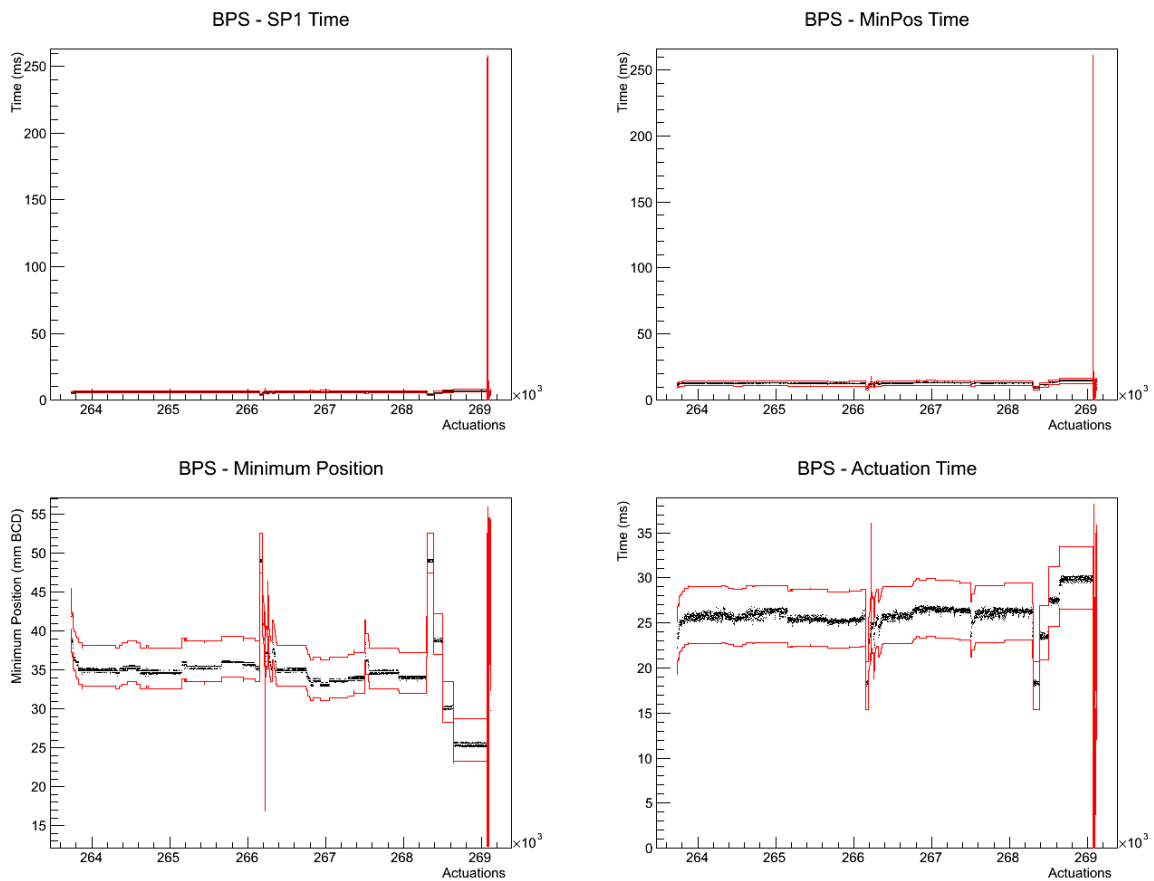 BPS - SP1 Time
Time (ms)
250
200
150
100
50
0
264 265 266 267 268 269
×10³
Actuations
BPS - MinPos Time
Time (ms)
250
200
150
100
50
0
264 265 266 267 268 269
×10³
Actuations
BPS - Minimum Position
Minimum Position (mm BCD)
55
50
45
40
35
30
25
20
15
264 265 266 267 268 269
×10³
Actuations
BPS - Actuation Time
Time (ms)
35
30
25
20
15
10
5
0
264 265 266 267 268 269
×10³
Actuations